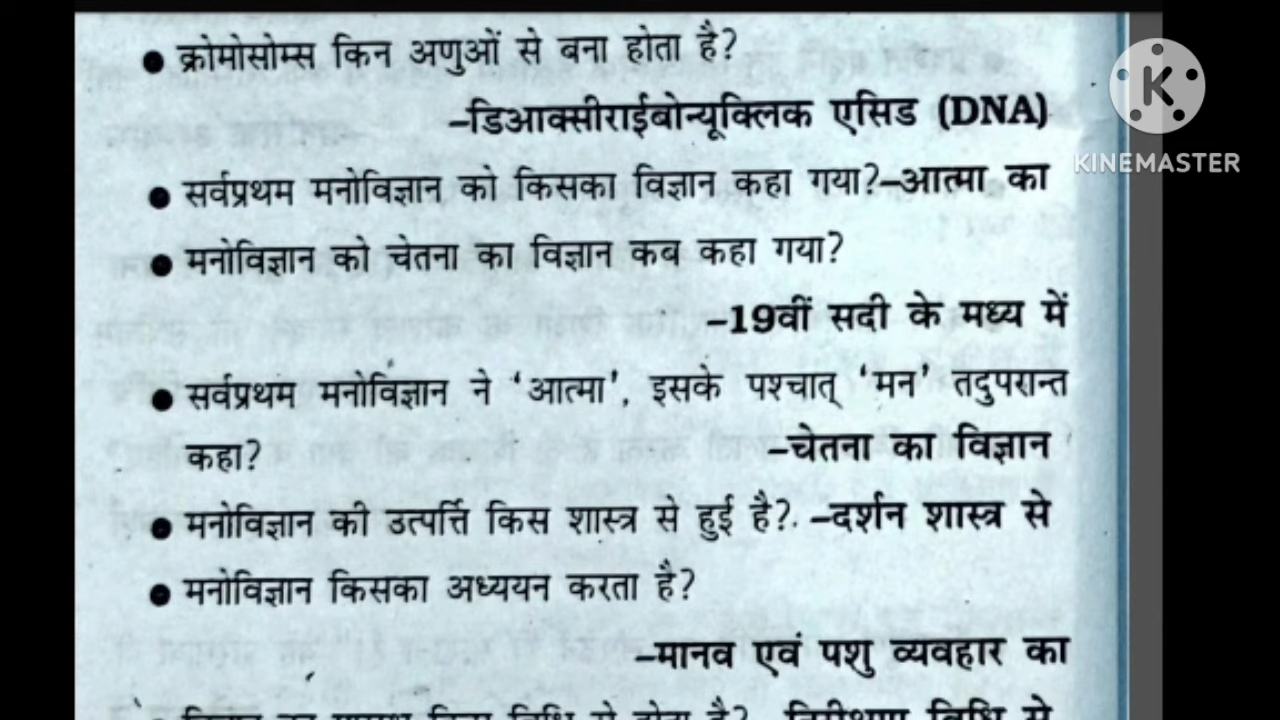 ● क्रोमोसोम्स किन अणुओं से बना होता है?
–डिआक्सीराईबोन्यूक्लिक एसिड (DNA)
● सर्वप्रथम मनोविज्ञान को किसका विज्ञान कहा गया?–आत्मा का
● मनोविज्ञान को चेतना का विज्ञान कब कहा गया?
–19वीं सदी के मध्य में
● सर्वप्रथम मनोविज्ञान ने ‘आत्मा’, इसके पश्चात् ‘मन’ तदुपरान्त
कहा? –चेतना का विज्ञान
● मनोविज्ञान की उत्पत्ति किस शास्त्र से हुई है? –दर्शन शास्त्र से
● मनोविज्ञान किसका अध्ययन करता है?
–मानव एवं पशु व्यवहार का
K
KINEMASTER